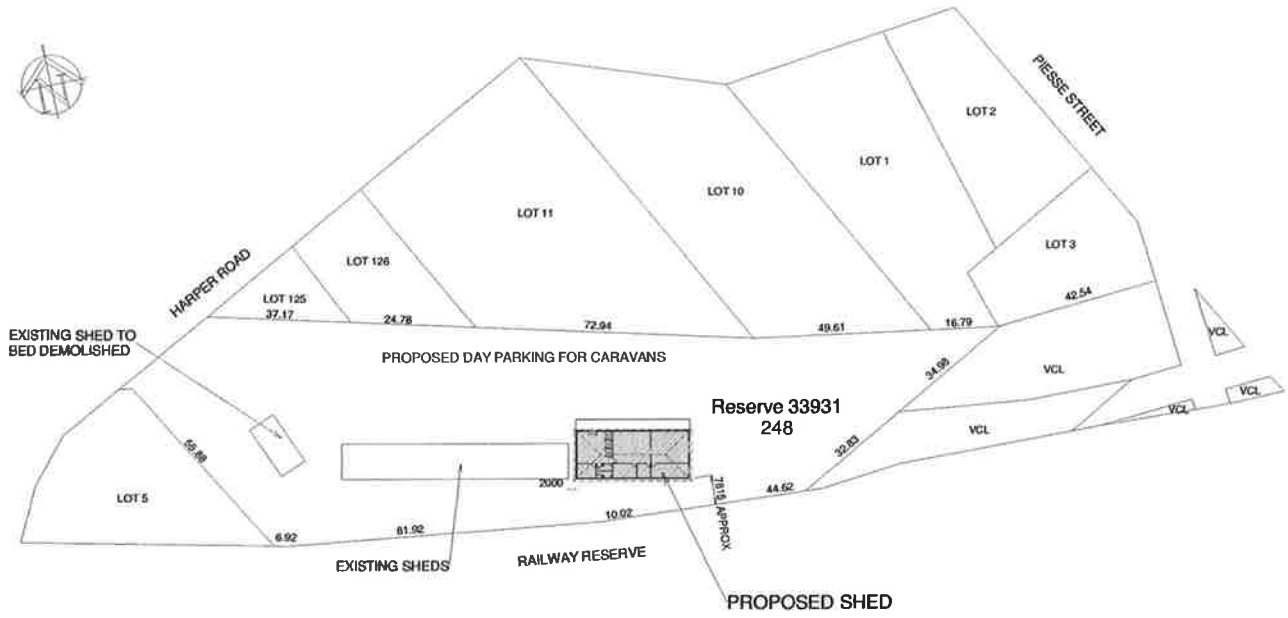 PIESSE STREET
LOT 2
LOT 1
LOT 10
LOT 11
LOT 3
LOT 126
HARPER ROAD
LOT 125
42.54
37.17
24.78
72.94
49.61
16.79
EXISTING SHED TO
BED DEMOLISHED
PROPOSED DAY PARKING FOR CARAVANS
VCL
34.98
VCL
VCL
VCL
VCL
Reserve 33931
248
32.83
55.88
LOT 5
2000
7615 APPROX
44.62
10.02
61.92
6.92
RAILWAY RESERVE
EXISTING SHEDS
PROPOSED SHED